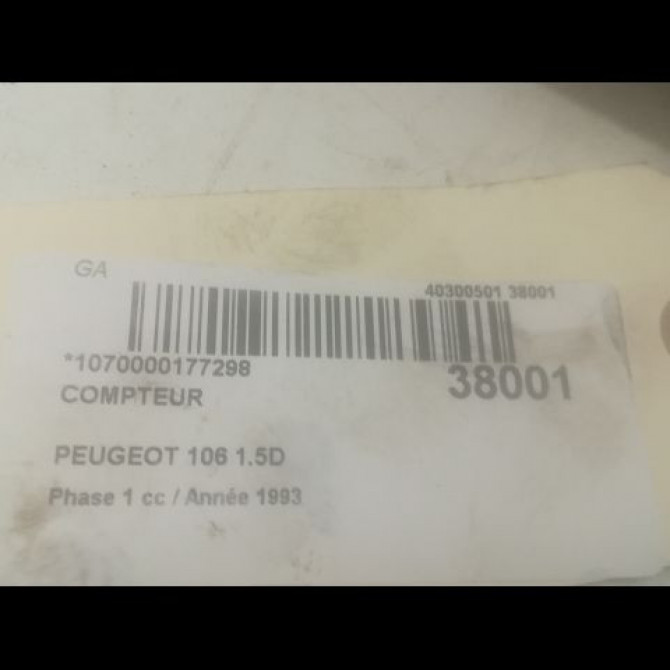 GA
40300501 38001
*1070000177298
38001
COMPTEUR
PEUGEOT 106 1.5D
Phase 1 cc / Année 1993